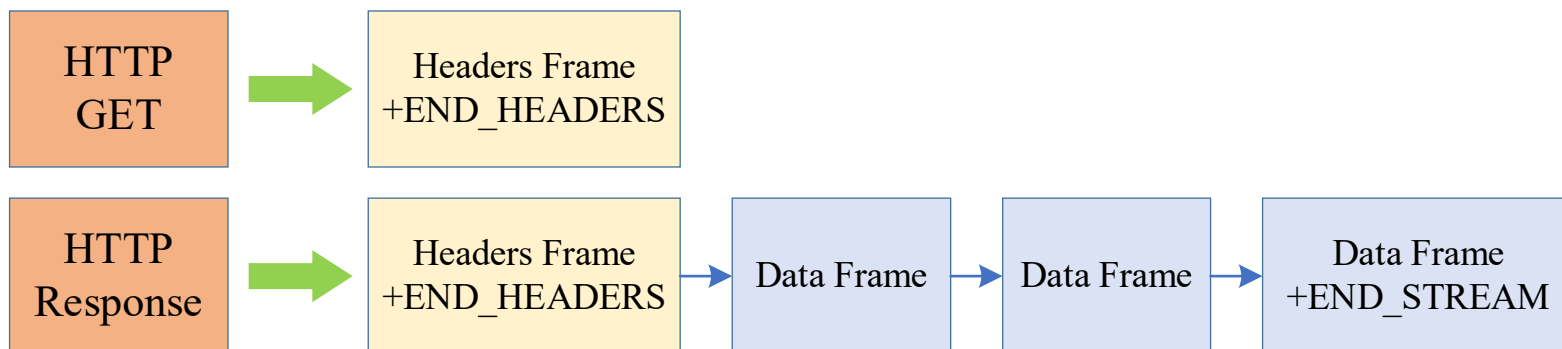 HTTP
GET
Headers Frame
+END_HEADERS
HTTP
Response
Headers Frame
+END_HEADERS
Data Frame
Data Frame
Data Frame
+END_STREAM